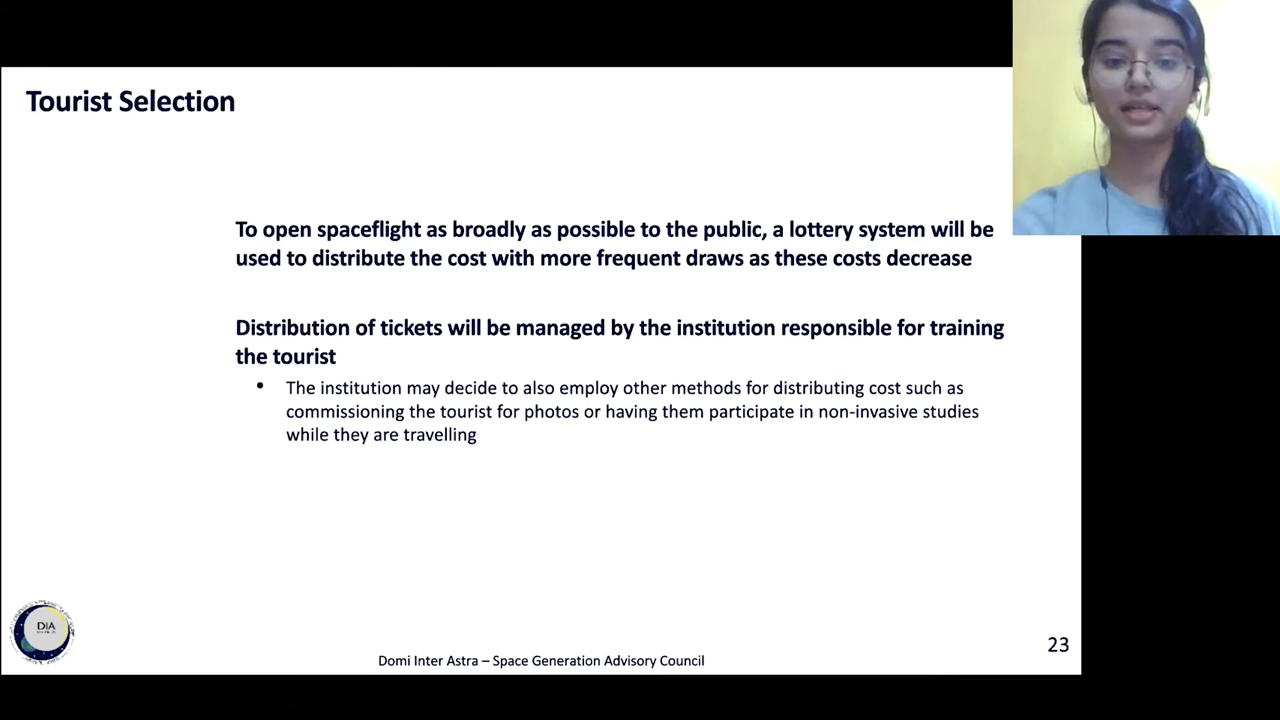 Tourist Selection
To open spaceflight as broadly as possible to the public, a lottery system will be
used to distribute the cost with more frequent draws as these costs decrease
Distribution of tickets will be managed by the institution responsible for training
the tourist
• The institution may decide to also employ other methods for distributing cost such as
commissioning the tourist for photos or having them participate in non-invasive studies
while they are travelling
DIA
23
Domi Inter Astra – Space Generation Advisory Council